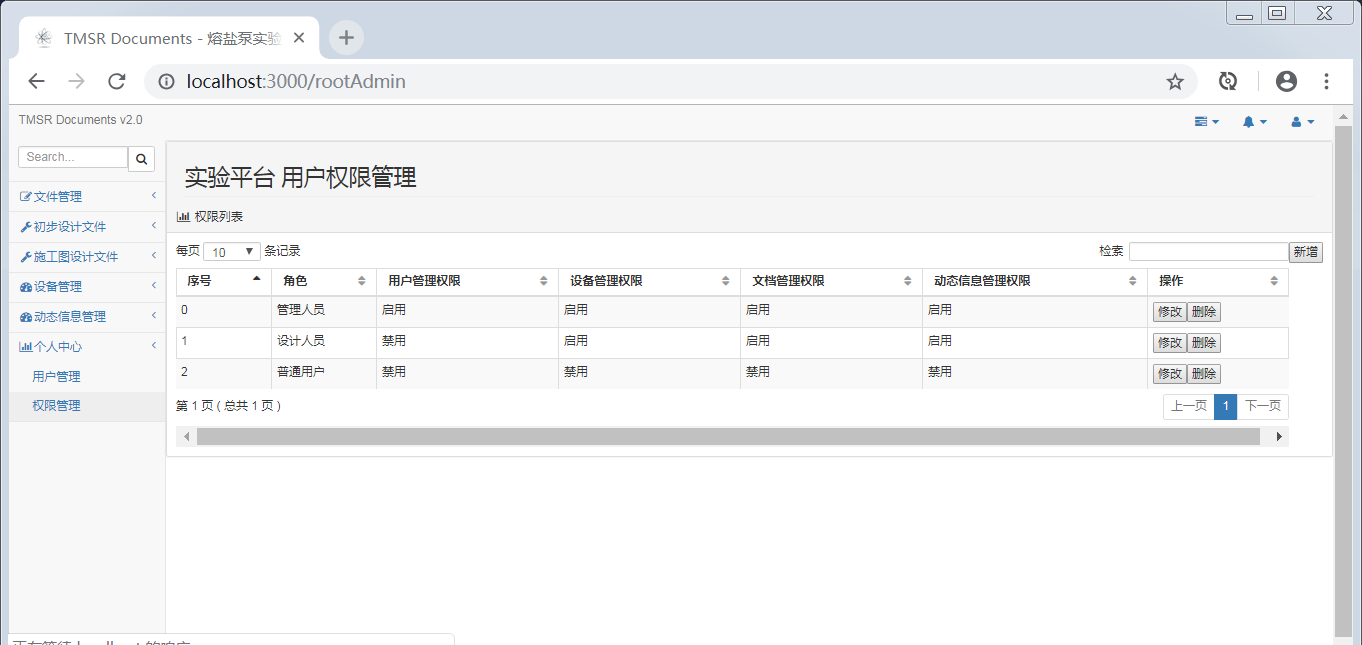 TMSR Documents - 熔盐泵实验
localhost:3000/rootAdmin
TMSR Documents v2.0
Search...
文件管理
初步设计文件
施工图设计文件
设备管理
动态信息管理
个人中心
用户管理
权限管理
实验平台 用户权限管理
权限列表
每页 10 条记录 检索 新增
序号 角色 用户管理权限 设备管理权限 文档管理权限 动态信息管理权限 操作
0 管理人员 启用 启用 启用 启用 修改 删除
1 设计人员 禁用 启用 启用 启用 修改 删除
2 普通用户 禁用 禁用 禁用 禁用 修改 删除
第 1 页 ( 总共 1 页 ) 上一页 1 下一页
正在等待 localhost 的响应